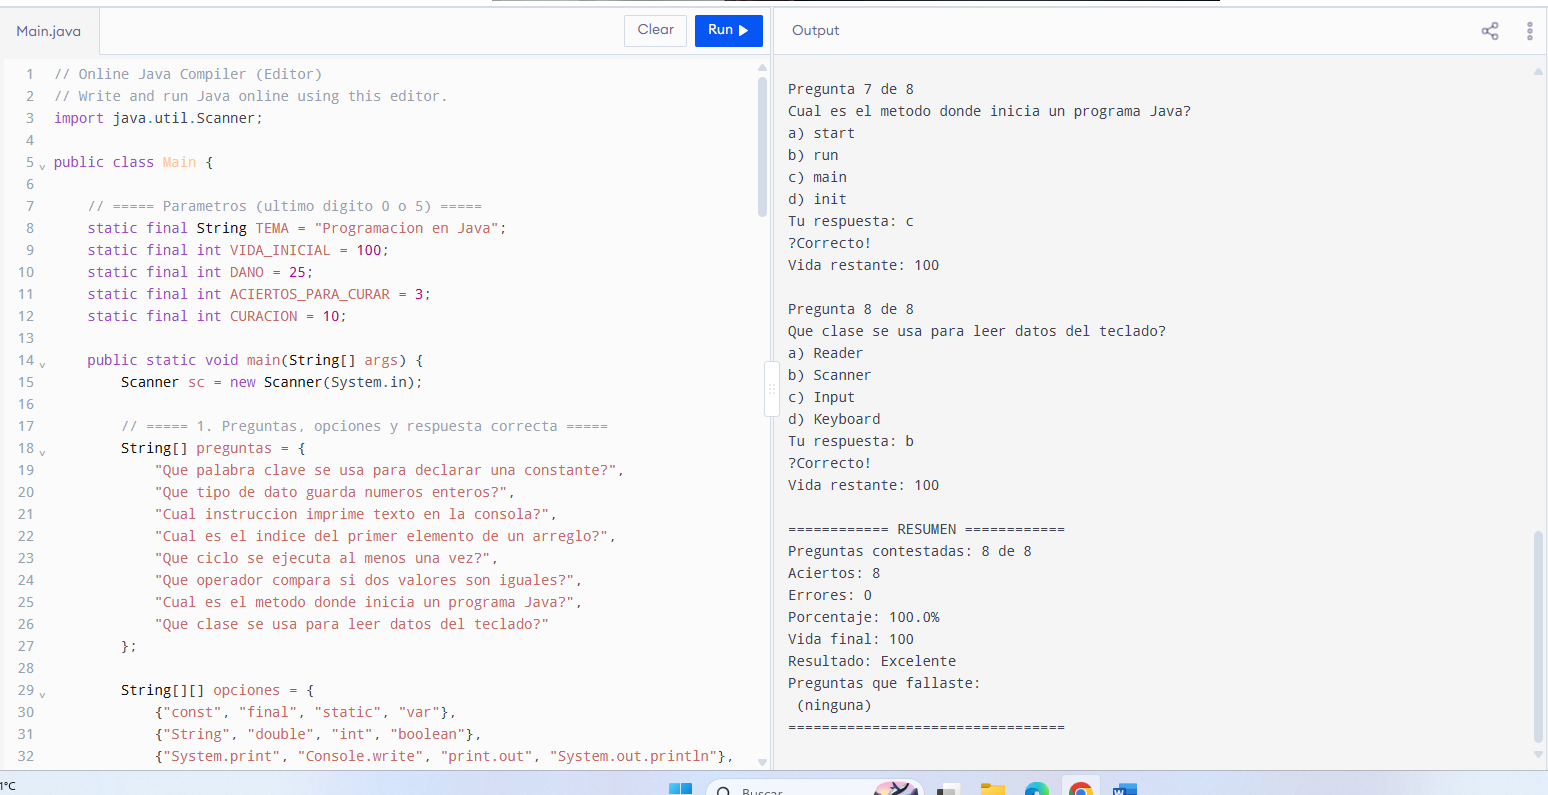 Main.java
Clear
Run
Output
1 // Online Java Compiler (Editor)
2 // Write and run Java online using this editor.
3 import java.util.Scanner;
4
5 public class Main {
6
7 // ===== Parametros (ultimo digito 0 o 5) =====
8 static final String TEMA = "Programacion en Java";
9 static final int VIDA_INICIAL = 100;
10 static final int DANO = 25;
11 static final int ACIERTOS_PARA_CURAR = 3;
12 static final int CURACION = 10;
13
14 public static void main(String[] args) {
15 Scanner sc = new Scanner(System.in);
16
17 // ===== 1. Preguntas, opciones y respuesta correcta =====
18 String[] preguntas = {
19 "Que palabra clave se usa para declarar una constante?",
20 "Que tipo de dato guarda numeros enteros?",
21 "Cual instruccion imprime texto en la consola?",
22 "Cual es el indice del primer elemento de un arreglo?",
23 "Que ciclo se ejecuta al menos una vez?",
24 "Que operador compara si dos valores son iguales?",
25 "Cual es el metodo donde inicia un programa Java?",
26 "Que clase se usa para leer datos del teclado?"
27 };
28
29 String[][] opciones = {
30 {"const", "final", "static", "var"},
31 {"String", "double", "int", "boolean"},
32 {"System.print", "Console.write", "print.out", "System.out.println"},
Pregunta 7 de 8
Cual es el metodo donde inicia un programa Java?
a) start
b) run
c) main
d) init
Tu respuesta: c
?Correcto!
Vida restante: 100
Pregunta 8 de 8
Que clase se usa para leer datos del teclado?
a) Reader
b) Scanner
c) Input
d) Keyboard
Tu respuesta: b
?Correcto!
Vida restante: 100
============ RESUMEN ============
Preguntas contestadas: 8 de 8
Aciertos: 8
Errores: 0
Porcentaje: 100.0%
Vida final: 100
Resultado: Excelente
Preguntas que fallaste:
(ninguna)
=================================
Buscar